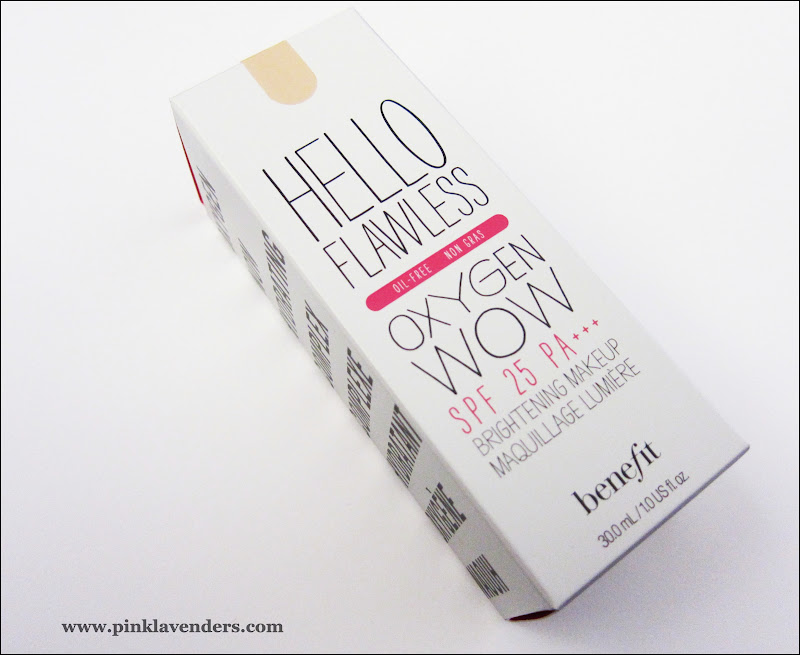 HELLO
FLAWLESS
OIL-FREE NON GRAS
OXYGEN
WOW
SPF 25 PA+++
BRIGHTENING MAKEUP
MAQUILLAGE LUMIÈRE
benefit
30.0 mL / 1.0 US fl. oz
www.pinklavenders.com